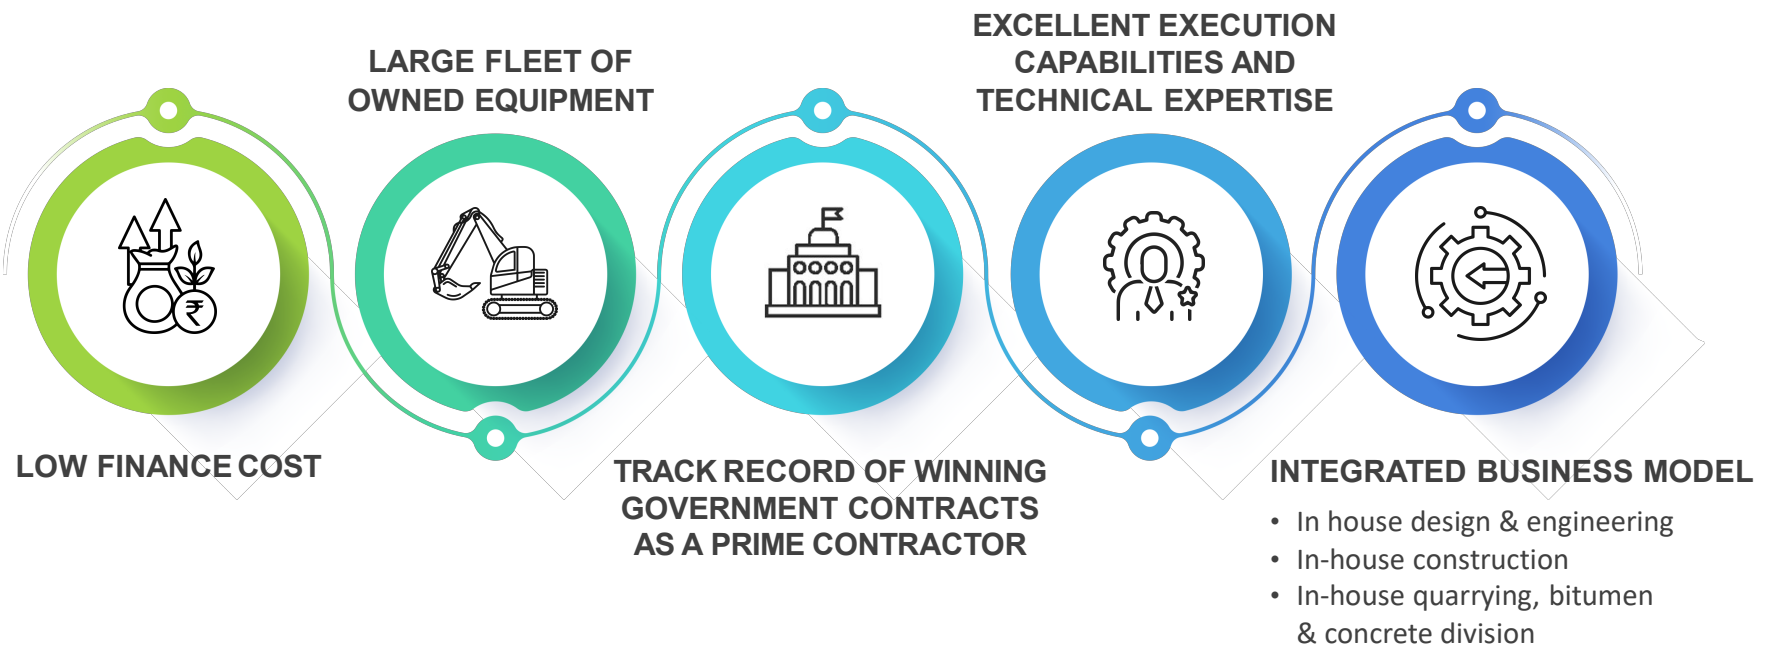 LOW FINANCE COST
LARGE FLEET OF
OWNED EQUIPMENT
₹
TRACK RECORD OF WINNING
GOVERNMENT CONTRACTS
AS A PRIME CONTRACTOR
EXCELLENT EXECUTION
CAPABILITIES AND
TECHNICAL EXPERTISE
INTEGRATED BUSINESS MODEL
• In house design & engineering
• In-house construction
• In-house quarrying, bitumen
& concrete division